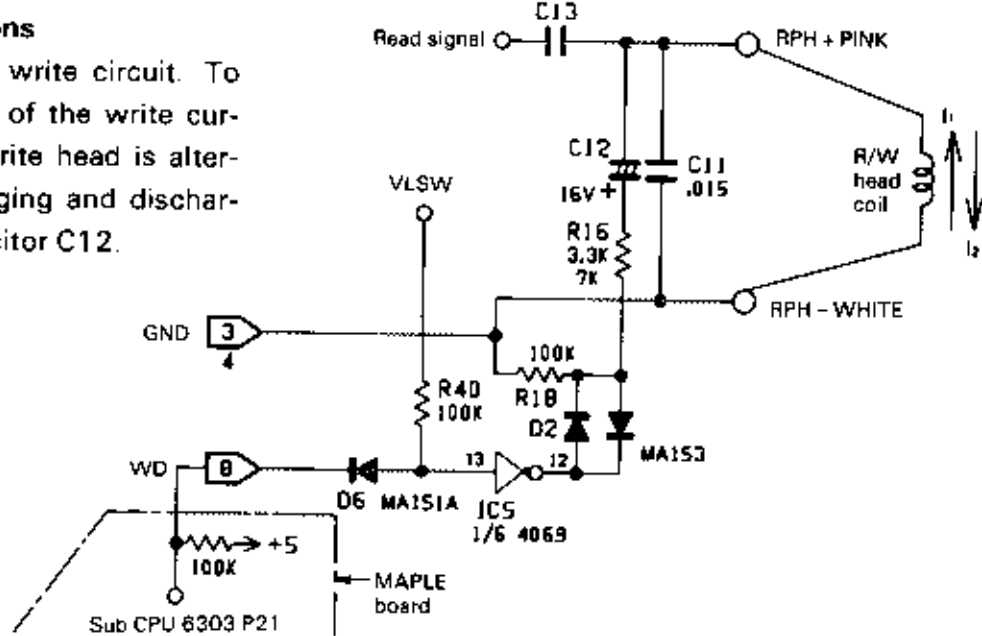 ons
write circuit. To
of the write cur-
rite head is alter-
ging and dischar-
citor C12.
C13
Read signal
RPH + PINK
C12
16V +
C11
.015
R/W
head
coil
I₁
I₂
VLSW
R16
3.3K
7K
RPH – WHITE
GND
3
4
100K
R18
R40
100K
D2
MA153
WD
8
D6 MA151A
13
12
IC5
1/6 4069
+5
100K
MAPLE
board
Sub CPU 6303 P21